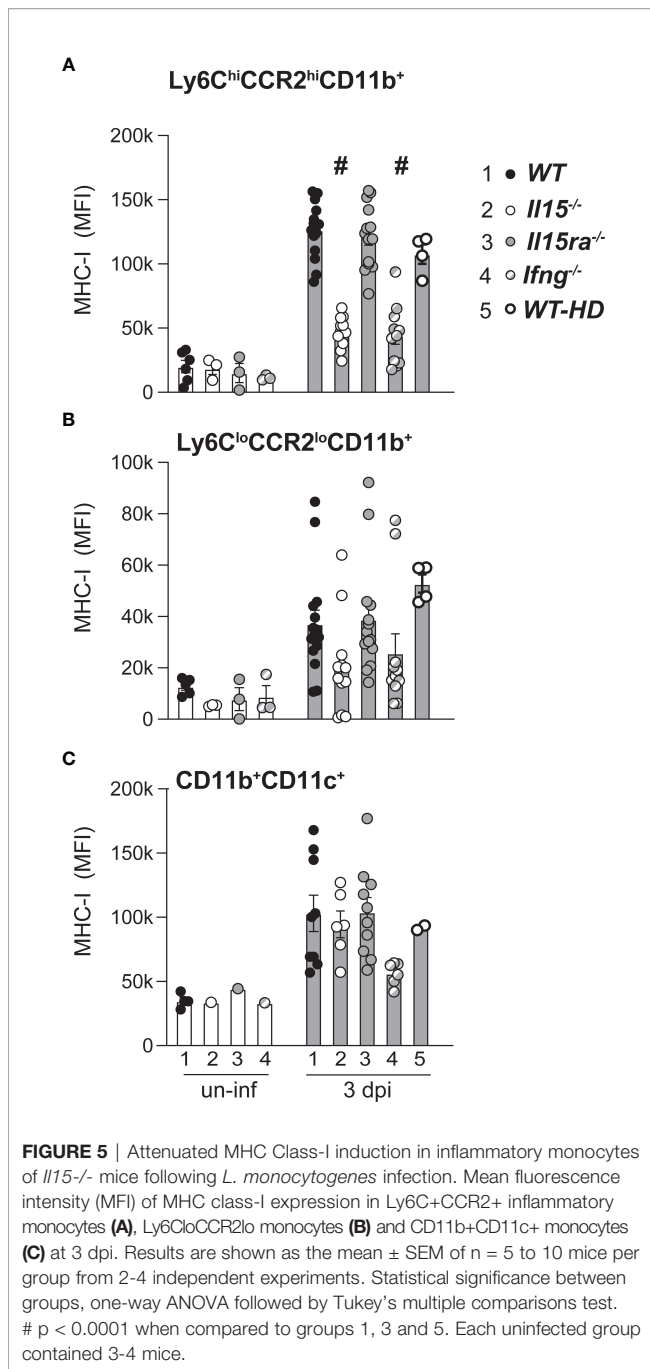 A
Ly6ChiCCR2hiCD11b+
200k
150k
100k
50k
0
MHC-I (MFI)
# #
1 WT
2 Il15-/-
3 Il15ra-/-
4 Ifng-/-
5 WT-HD
B
Ly6CloCCR2loCD11b+
100k
80k
60k
40k
20k
0
MHC-I (MFI)
C
CD11b+CD11c+
200k
150k
100k
50k
0
MHC-I (MFI)
1 2 3 4 1 2 3 4 5
un-inf 3 dpi
FIGURE 5 | Attenuated MHC Class-I induction in inflammatory monocytes
of Il15-/- mice following L. monocytogenes infection. Mean fluorescence
intensity (MFI) of MHC class-I expression in Ly6C+CCR2+ inflammatory
monocytes (A), Ly6CloCCR2lo monocytes (B) and CD11b+CD11c+ monocytes
(C) at 3 dpi. Results are shown as the mean ± SEM of n = 5 to 10 mice per
group from 2-4 independent experiments. Statistical significance between
groups, one-way ANOVA followed by Tukey's multiple comparisons test.
# p < 0.0001 when compared to groups 1, 3 and 5. Each uninfected group
contained 3-4 mice.